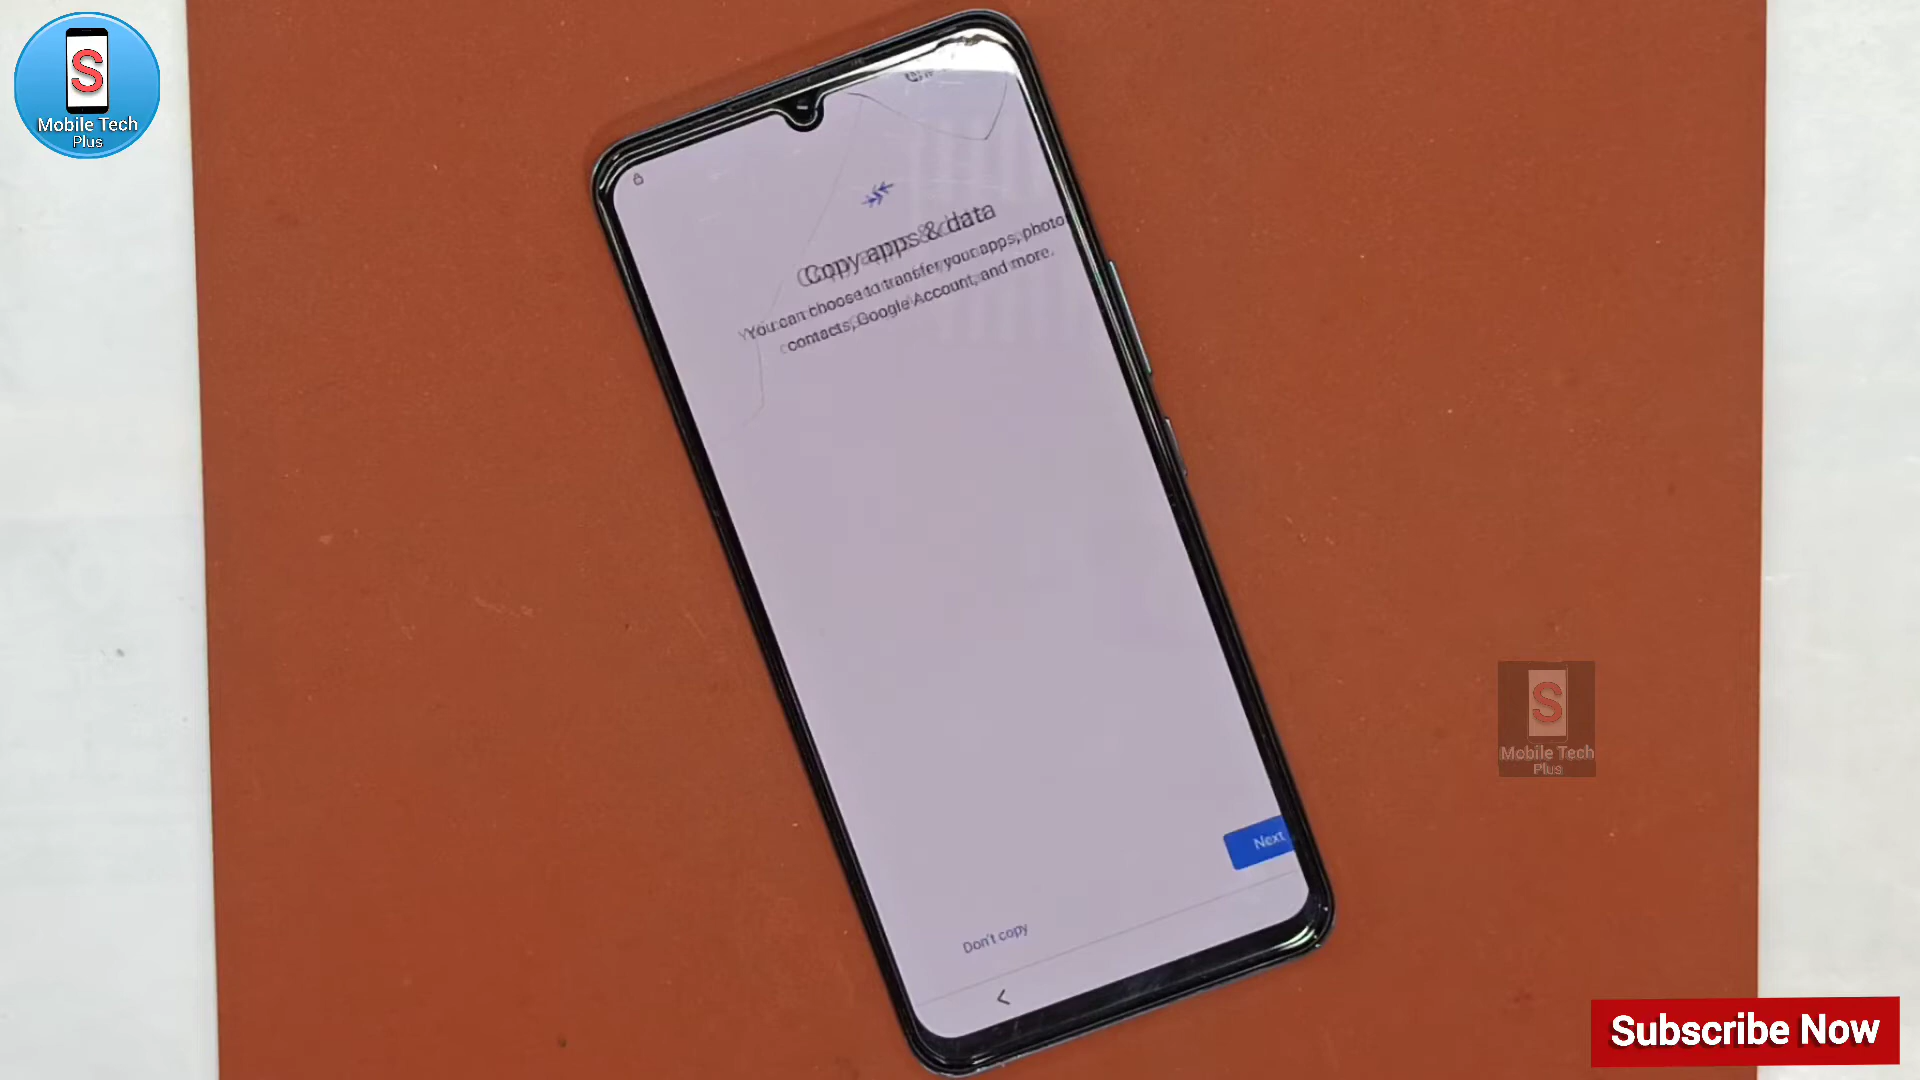 S
Mobile Tech
Plus
Copy apps & data
You can choose to transfer your apps, photo
contacts, Google Account, and more.
Next
Don't copy
S
Mobile Tech
Plus
Subscribe Now